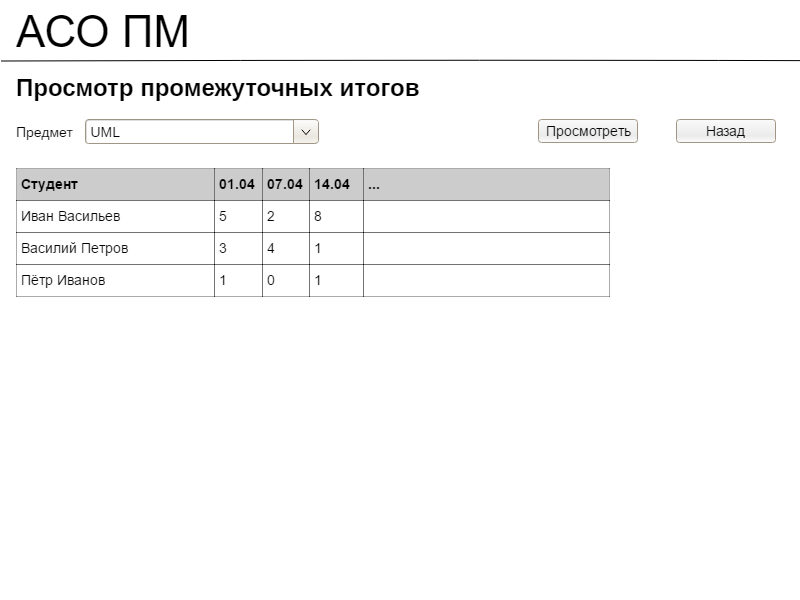 АСО ПМ
Просмотр промежуточных итогов
Предмет UML Просмотреть Назад
Студент 01.04 07.04 14.04 ...
Иван Васильев 5 2 8
Василий Петров 3 4 1
Пётр Иванов 1 0 1